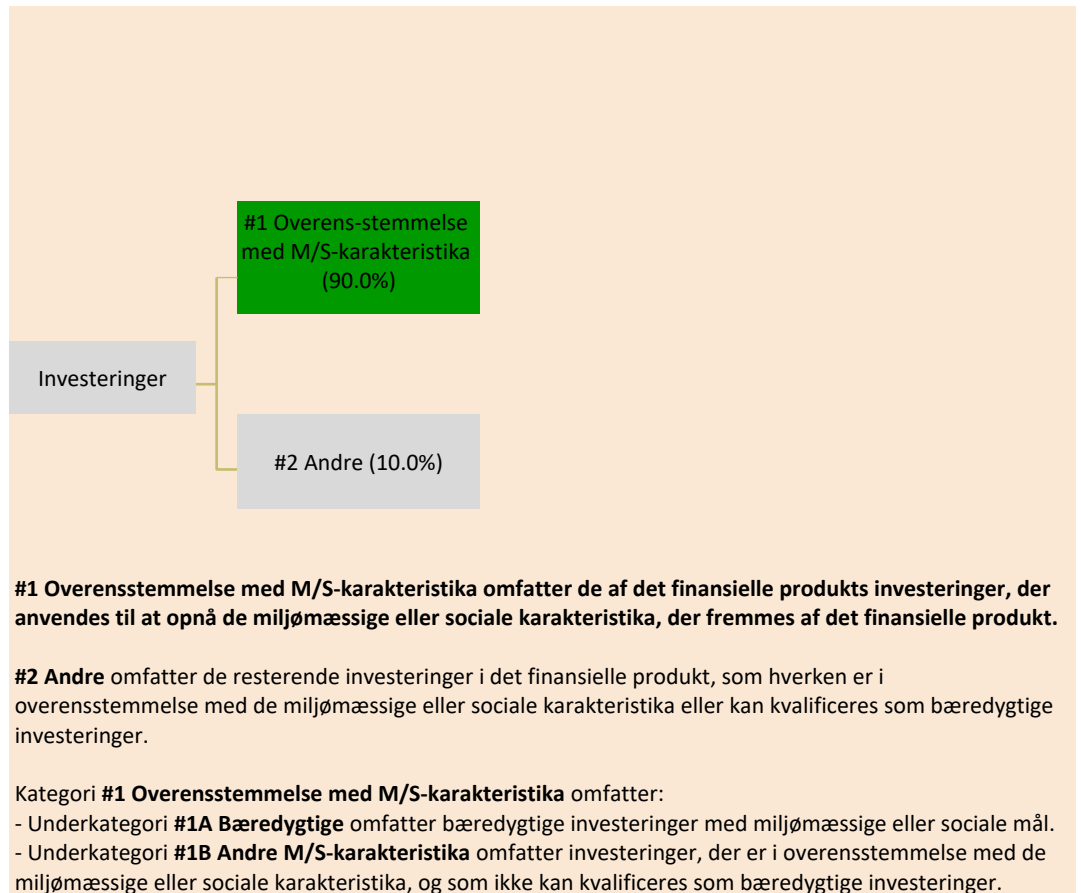 #1 Overens-stemmelse
med M/S-karakteristika
(90.0%)
Investeringer
#2 Andre (10.0%)
#1 Overensstemmelse med M/S-karakteristika omfatter de af det finansielle produkts investeringer, der
anvendes til at opnå de miljømæssige eller sociale karakteristika, der fremmes af det finansielle produkt.
#2 Andre omfatter de resterende investeringer i det finansielle produkt, som hverken er i
overensstemmelse med de miljømæssige eller sociale karakteristika eller kan kvalificeres som bæredygtige
investeringer.
Kategori #1 Overensstemmelse med M/S-karakteristika omfatter:
- Underkategori #1A Bæredygtige omfatter bæredygtige investeringer med miljømæssige eller sociale mål.
- Underkategori #1B Andre M/S-karakteristika omfatter investeringer, der er i overensstemmelse med de
miljømæssige eller sociale karakteristika, og som ikke kan kvalificeres som bæredygtige investeringer.